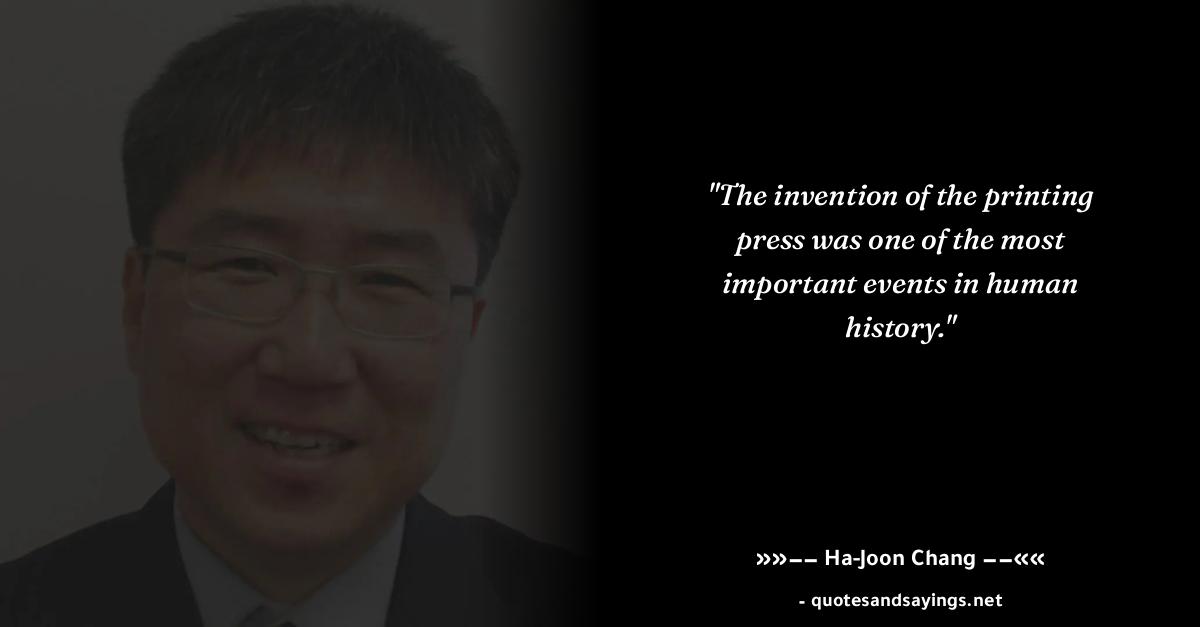 "The invention of the printing
press was one of the most
important events in human
history."
»»–– Ha-Joon Chang ––««
- quotesandsayings.net